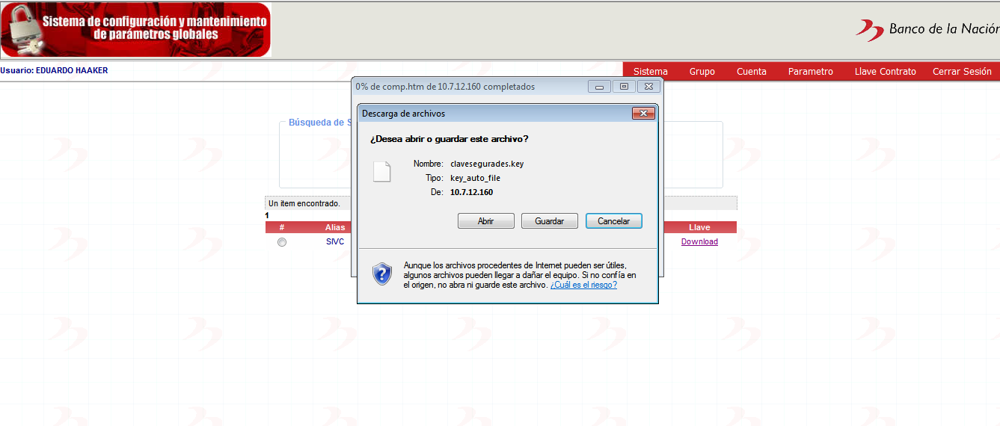 Sistema de configuración y mantenimiento
de parámetros globales
Banco de la Nación
Usuario: EDUARDO HAAKER
Sistema Grupo Cuenta Parametro Llave Contrato Cerrar Sesión
0% de comp.htm de 10.7.12.160 completados
Descarga de archivos
Búsqueda de S
¿Desea abrir o guardar este archivo?
Nombre: clavesegurades.key
Tipo: key_auto_file
De: 10.7.12.160
Un item encontrado.
1
Abrir Guardar Cancelar
# Alias Llave
SIVC Download
Aunque los archivos procedentes de Internet pueden ser útiles,
algunos archivos pueden llegar a dañar el equipo. Si no confía en
el origen, no abra ni guarde este archivo. ¿Cuál es el riesgo?